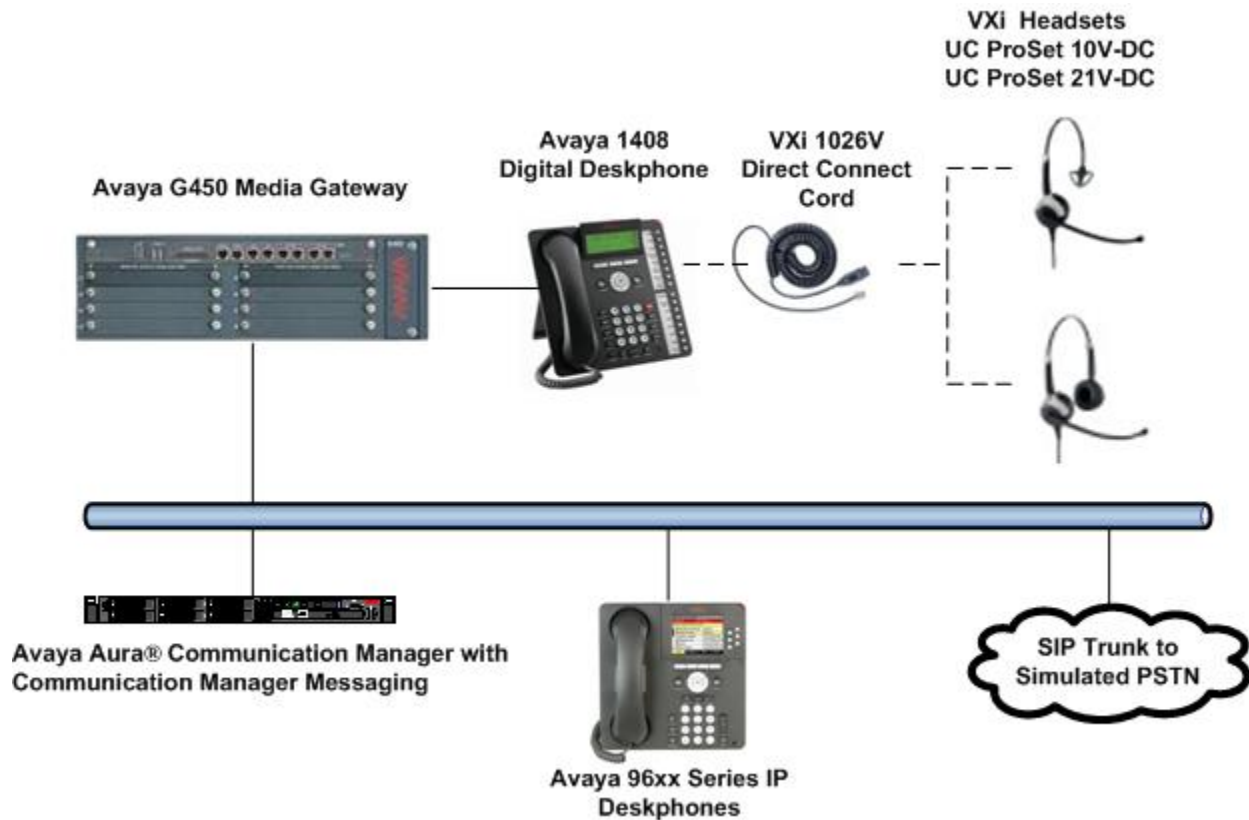 VXi Headsets
UC ProSet 10V-DC
UC ProSet 21V-DC
Avaya 1408
Digital Deskphone
VXi 1026V
Direct Connect
Cord
Avaya G450 Media Gateway
AVAYA
Avaya Aura® Communication Manager with
Communication Manager Messaging
SIP Trunk to
Simulated PSTN
Avaya 96xx Series IP
Deskphones